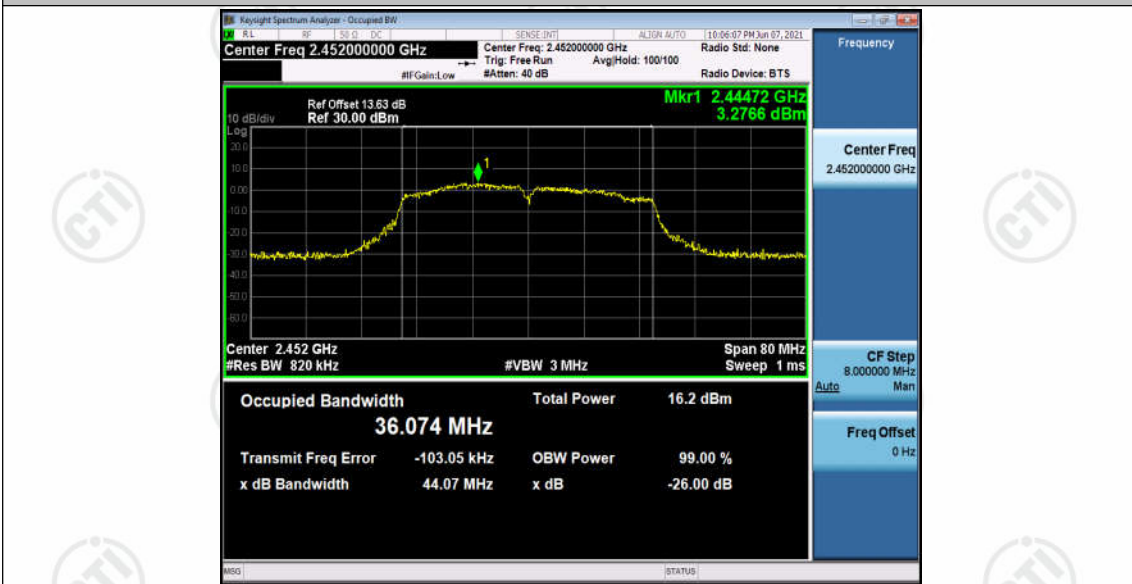 Keysight Spectrum Analyzer - Occupied BW
RL RF 50 Ω DC SENSE:INT ALIGN AUTO 10:06:07 PM Jun 07, 2021
Center Freq 2.452000000 GHz Center Freq: 2.452000000 GHz Radio Std: None Frequency
Trig: Free Run Avg|Hold: 100/100
#IFGain:Low #Atten: 40 dB Radio Device: BTS
Mkr1 2.44472 GHz
Ref Offset 13.63 dB
10 dB/div Ref 30.00 dBm 3.2766 dBm
Log
20.0
10.0
0.00
-10.0
-20.0
-30.0
-40.0
-50.0
-60.0
1
Center Freq
2.452000000 GHz
Center 2.452 GHz Span 80 MHz
#Res BW 820 kHz #VBW 3 MHz Sweep 1 ms
CF Step
8.000000 MHz
Auto Man
Occupied Bandwidth Total Power 16.2 dBm
36.074 MHz
Freq Offset
0 Hz
Transmit Freq Error -103.05 kHz OBW Power 99.00 %
x dB Bandwidth 44.07 MHz x dB -26.00 dB
MSG STATUS
CTI
CTI
CTI
CTI